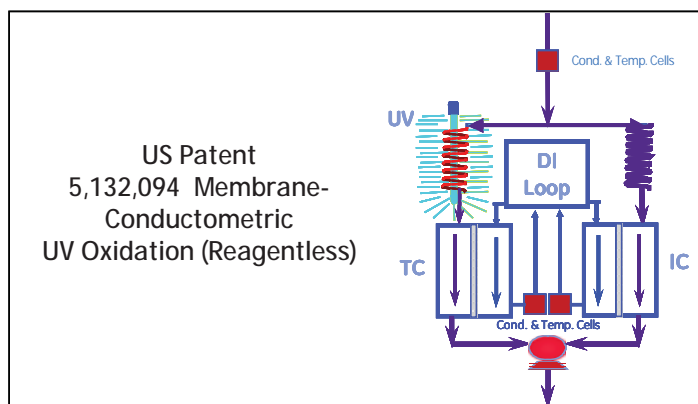 US Patent
5,132,094 Membrane-
Conductometric
UV Oxidation (Reagentless)
Cond. & Temp. Cells
UV
DI
Loop
TC
IC
Cond. & Temp. Cells